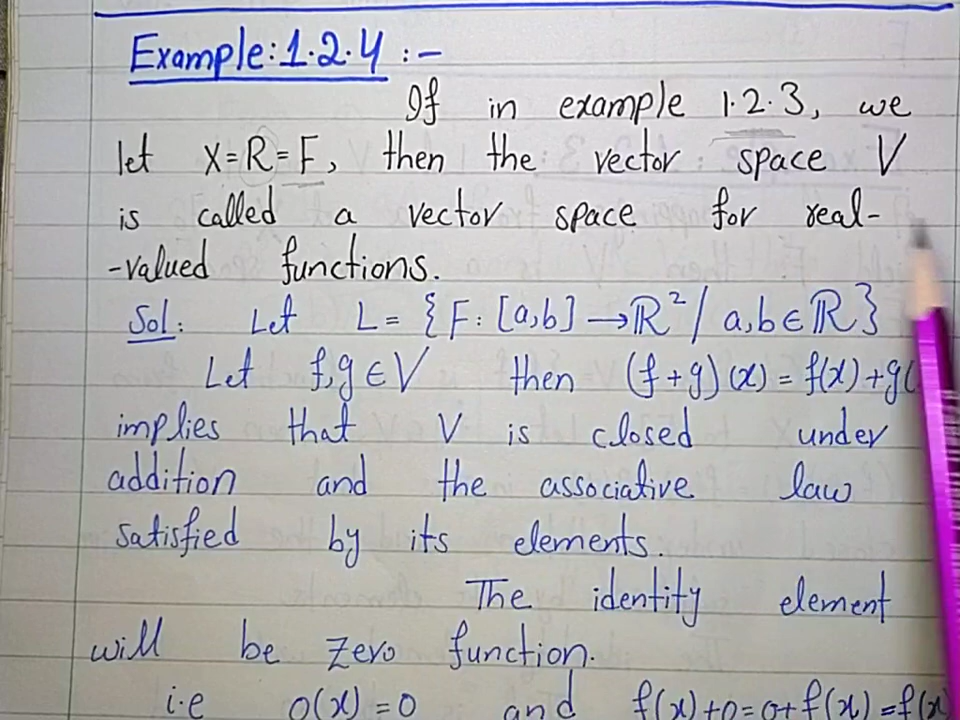 Example:1.2.4 :-
If in example 1.2.3, we
let X=R=F, then the vector space V
is called a vector space for real-
-valued functions.
Sol: Let L = {F: [a,b] → ℝ² / a,b ∈ ℝ}
Let f,g ∈ V then (f+g)(x) = f(x)+g(
implies that V is closed under
addition and the associative law
satisfied by its elements.
The identity element
will be zero function.
i.e 0(x)=0 and f(x)+0=0+f(x)=f(x)